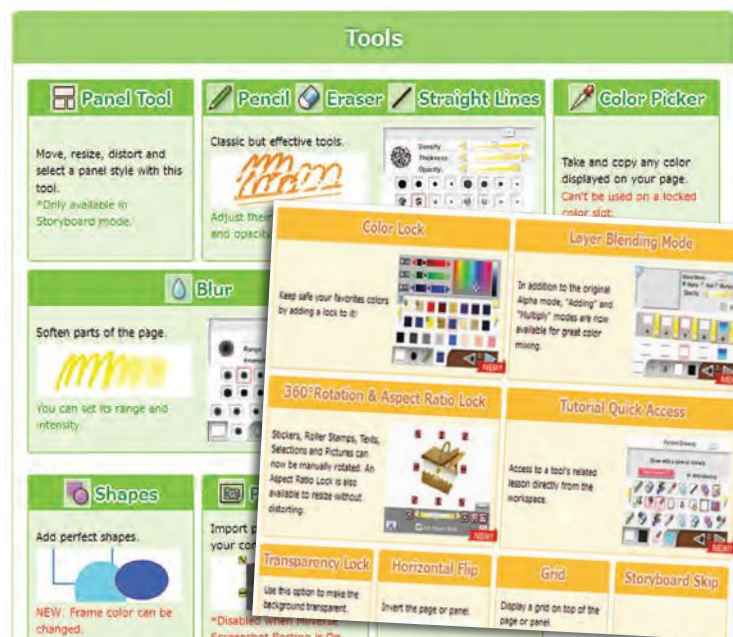 Tools
Panel Tool
Move, resize, distort and
select a panel style with this
tool.
*Only available in
Storyboard mode.
Pencil Eraser Straight Lines
Classic but effective tools.
Adjust their
and opacity
Density
Thickness
Opacity
Color Picker
Take and copy any color
displayed on your page.
Can't be used on a locked
color slot.
Blur
Soften parts of the page.
You can set its range and
intensity.
Range
Shapes
Add perfect shapes.
NEW: Frame color can be
changed.
Import
your
*Disabled when Miiverse
Screenshot Posting is On
Color Lock
Keep safe your favorites colors
by adding a lock to it!
NEW!
Layer Blending Mode
In addition to the original
Alpha mode, "Adding" and
"Multiply" modes are now
available for great color
mixing.
NEW!
360°Rotation & Aspect Ratio Lock
Stickers, Roller Stamps, Texts,
Selections and Pictures can
now be manually rotated. An
Aspect Ratio Lock is also
available to resize without
distorting.
NEW!
Tutorial Quick Access
Access to a tool's related
lesson directly from the
workspace.
NEW!
Transparency Lock
Use this option to make the
background transparent.
Horizontal Flip
Invert the page or panel.
Grid
Display a grid on top of the
page or panel
Storyboard Skip